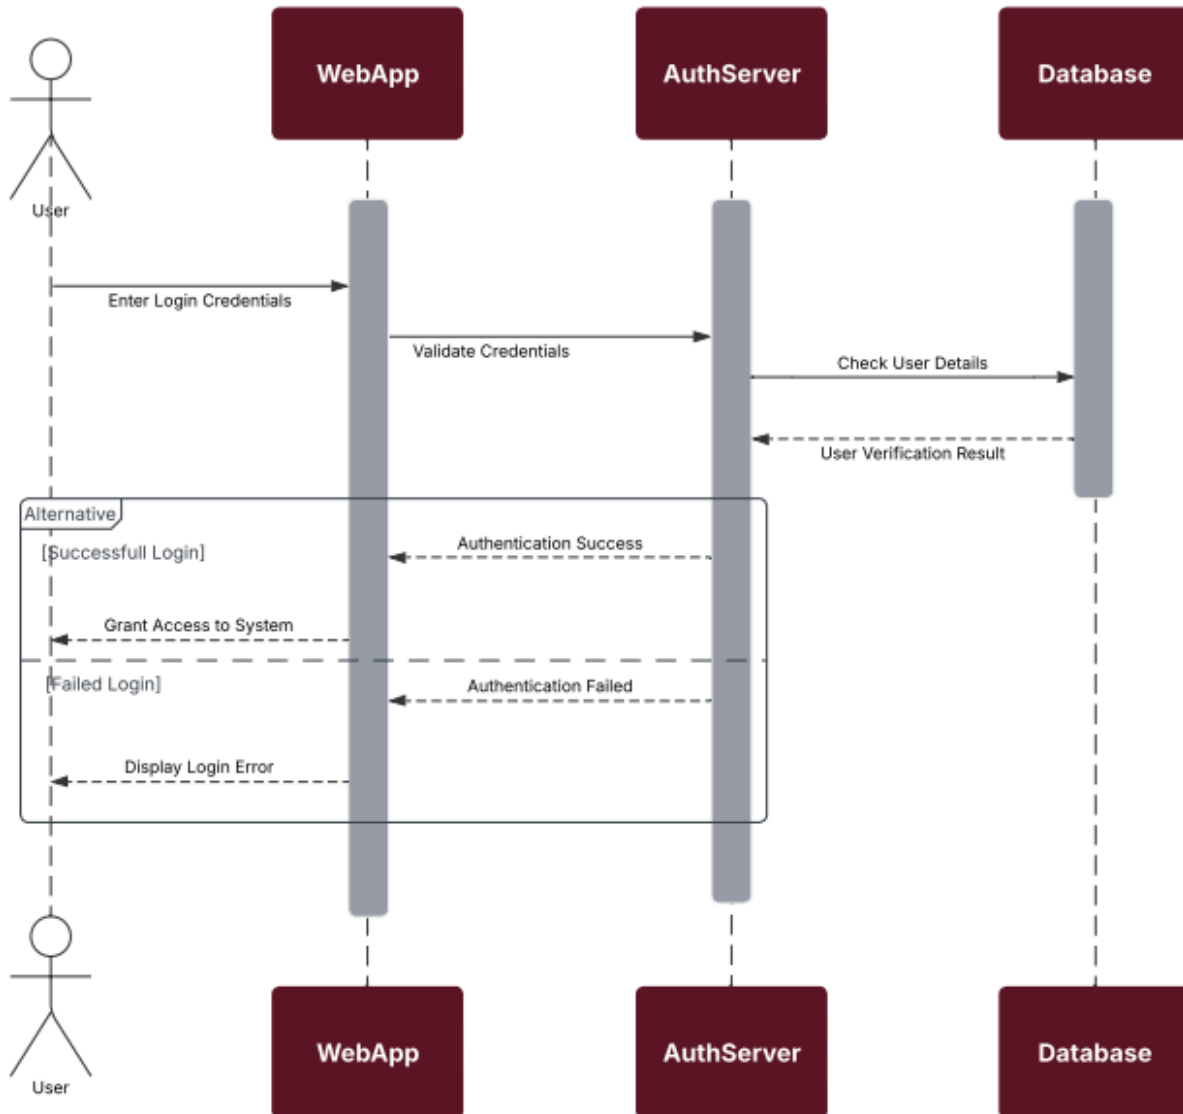 WebApp
AuthServer
Database
User
Enter Login Credentials
Validate Credentials
Check User Details
User Verification Result
Alternative
[Successfull Login]
Authentication Success
Grant Access to System
[Failed Login]
Authentication Failed
Display Login Error
User
WebApp
AuthServer
Database